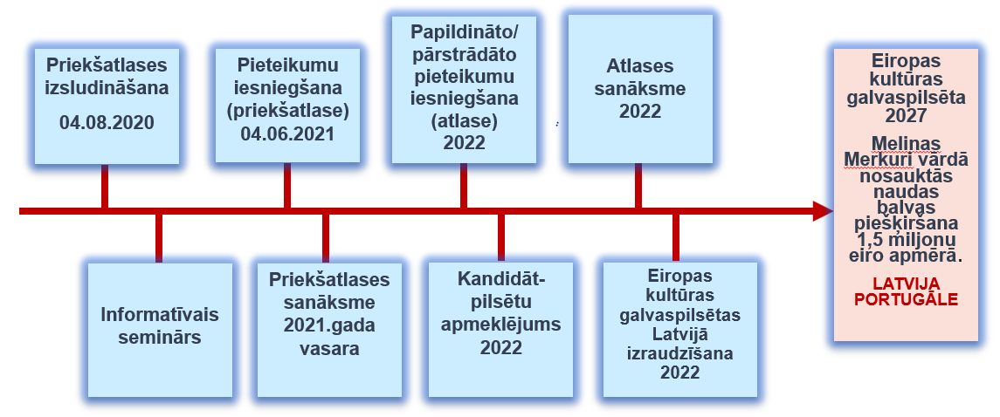 Priekšatlases
izsludināšana
04.08.2020
Pieteikumu
iesniegšana
(priekšatlase)
04.06.2021
Papildināto/
pārstrādāto
pieteikumu
iesniegšana
(atlase)
2022
Atlases
sanāksme
2022
Informatīvais
seminārs
Priekšatlases
sanāksme
2021.gada
vasara
Kandidāt-
pilsētu
apmeklējums
2022
Eiropas
kultūras
galvaspilsētas
Latvijā
izraudzīšana
2022
Eiropas
kultūras
galvaspilsēta
2027
Meliņas
Merkuri vārdā
nosauktās
naudas
balvas
piešķiršana
1,5 miljonu
eiro apmērā.
LATVIJA
PORTUGĀLE